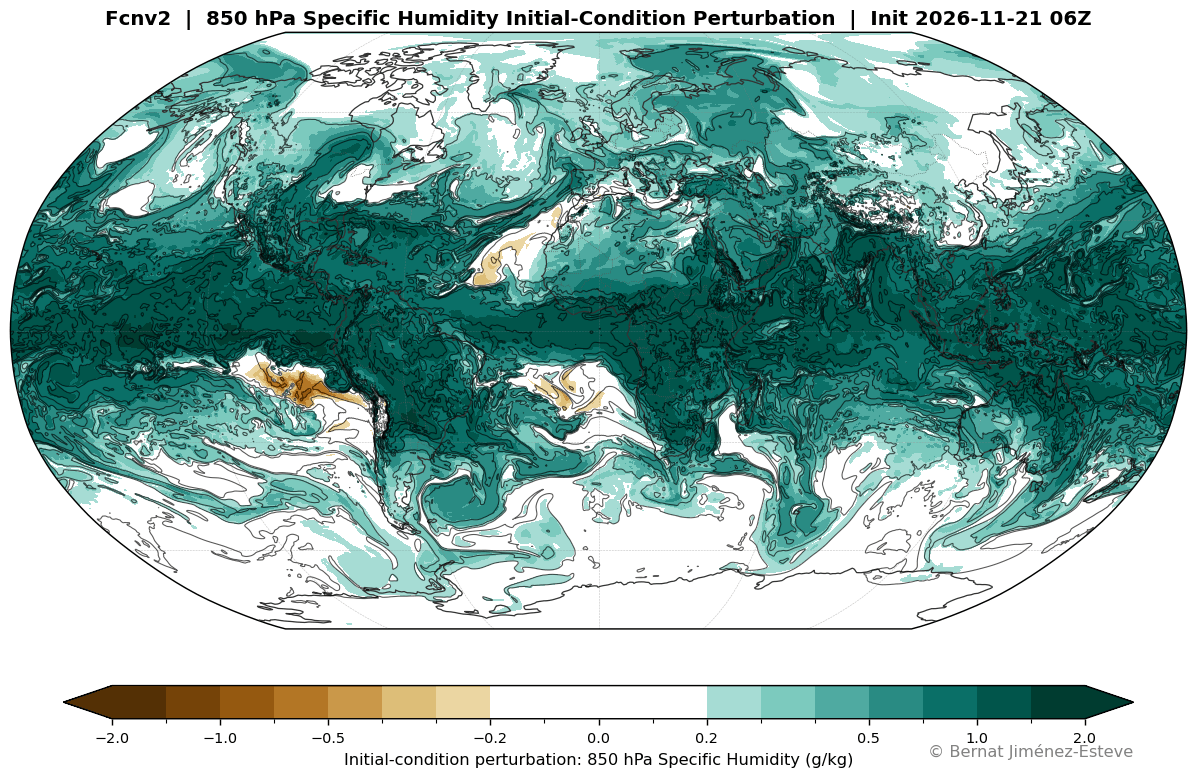 Fcnv2 | 850 hPa Specific Humidity Initial-Condition Perturbation | Init 2026-11-21 06Z
−2.0 −1.0 −0.5 −0.2 0.0 0.2 0.5 1.0 2.0
Initial-condition perturbation: 850 hPa Specific Humidity (g/kg)
© Bernat Jiménez-Esteve